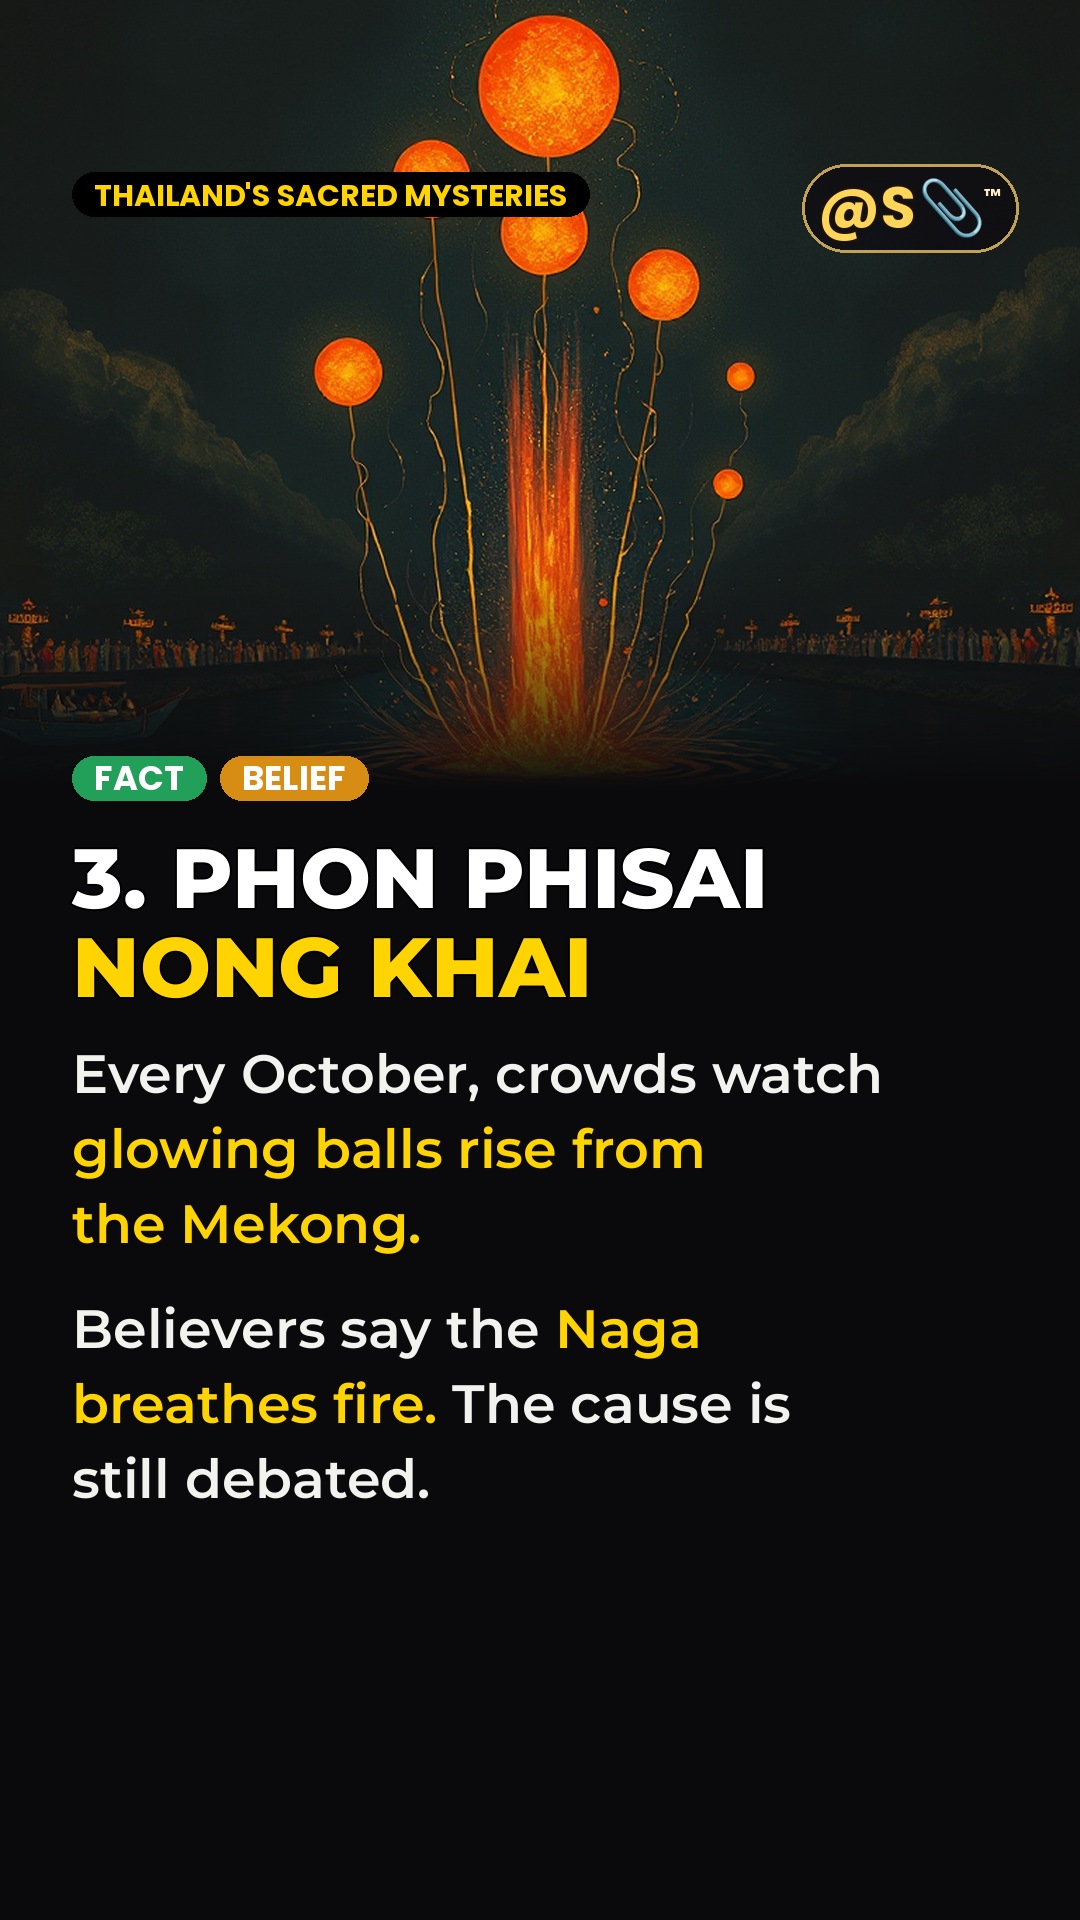 THAILAND'S SACRED MYSTERIES
@S📎™
FACT BELIEF
3. PHON PHISAI
NONG KHAI
Every October, crowds watch
glowing balls rise from
the Mekong.
Believers say the Naga
breathes fire. The cause is
still debated.